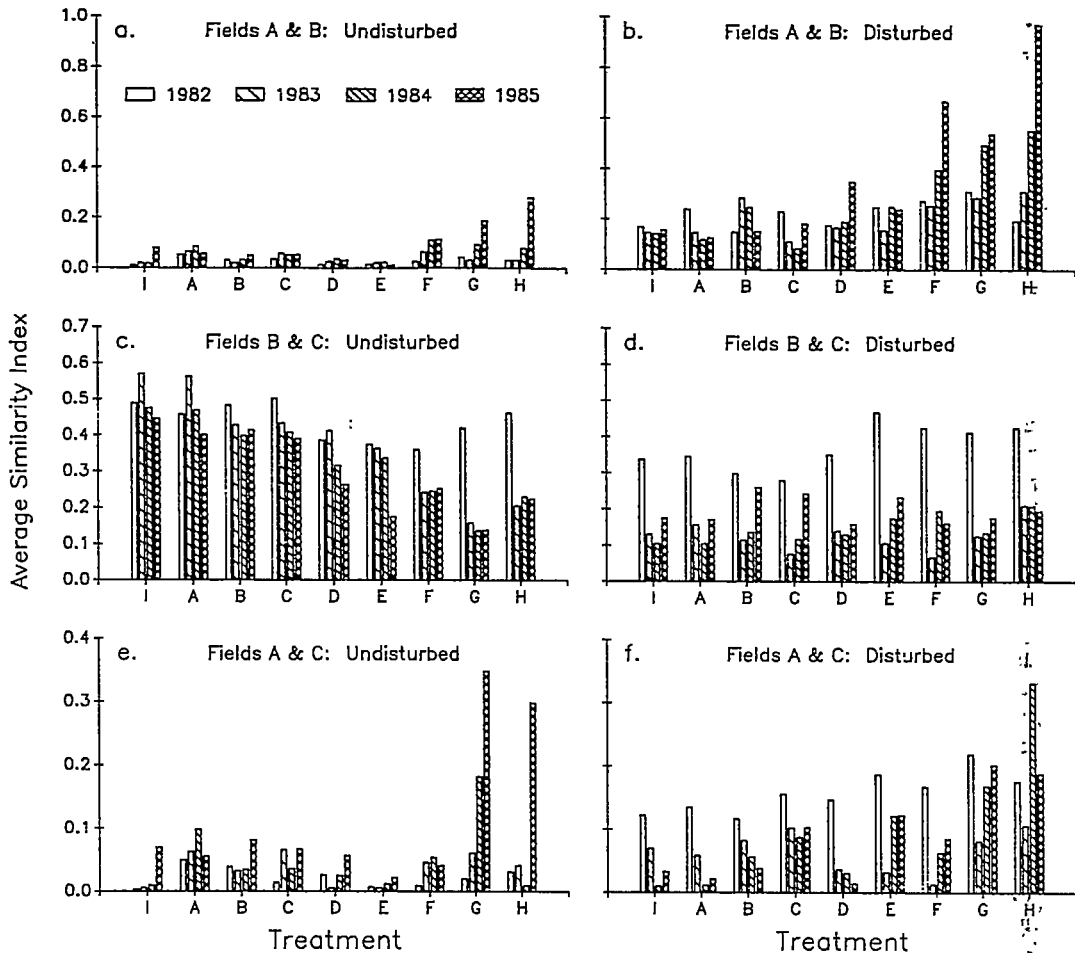 Average Similarity Index
a. Fields A & B: Undisturbed
1982 1983 1984 1985
1.0
0.8
0.6
0.4
0.2
0.0
I A B C D E F G H
b. Fields A & B: Disturbed
I A B C D E F G H
c. Fields B & C: Undisturbed
0.7
0.6
0.5
0.4
0.3
0.2
0.1
0.0
I A B C D E F G H
d. Fields B & C: Disturbed
I A B C D E F G H
e. Fields A & C: Undisturbed
0.4
0.3
0.2
0.1
0.0
I A B C D E F G H
Treatment
f. Fields A & C: Disturbed
I A B C D E F G H
Treatment